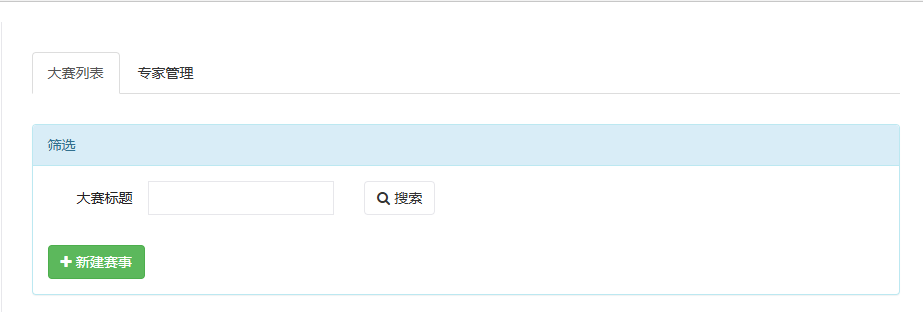 大赛列表 专家管理
筛选
大赛标题 搜索
新建赛事